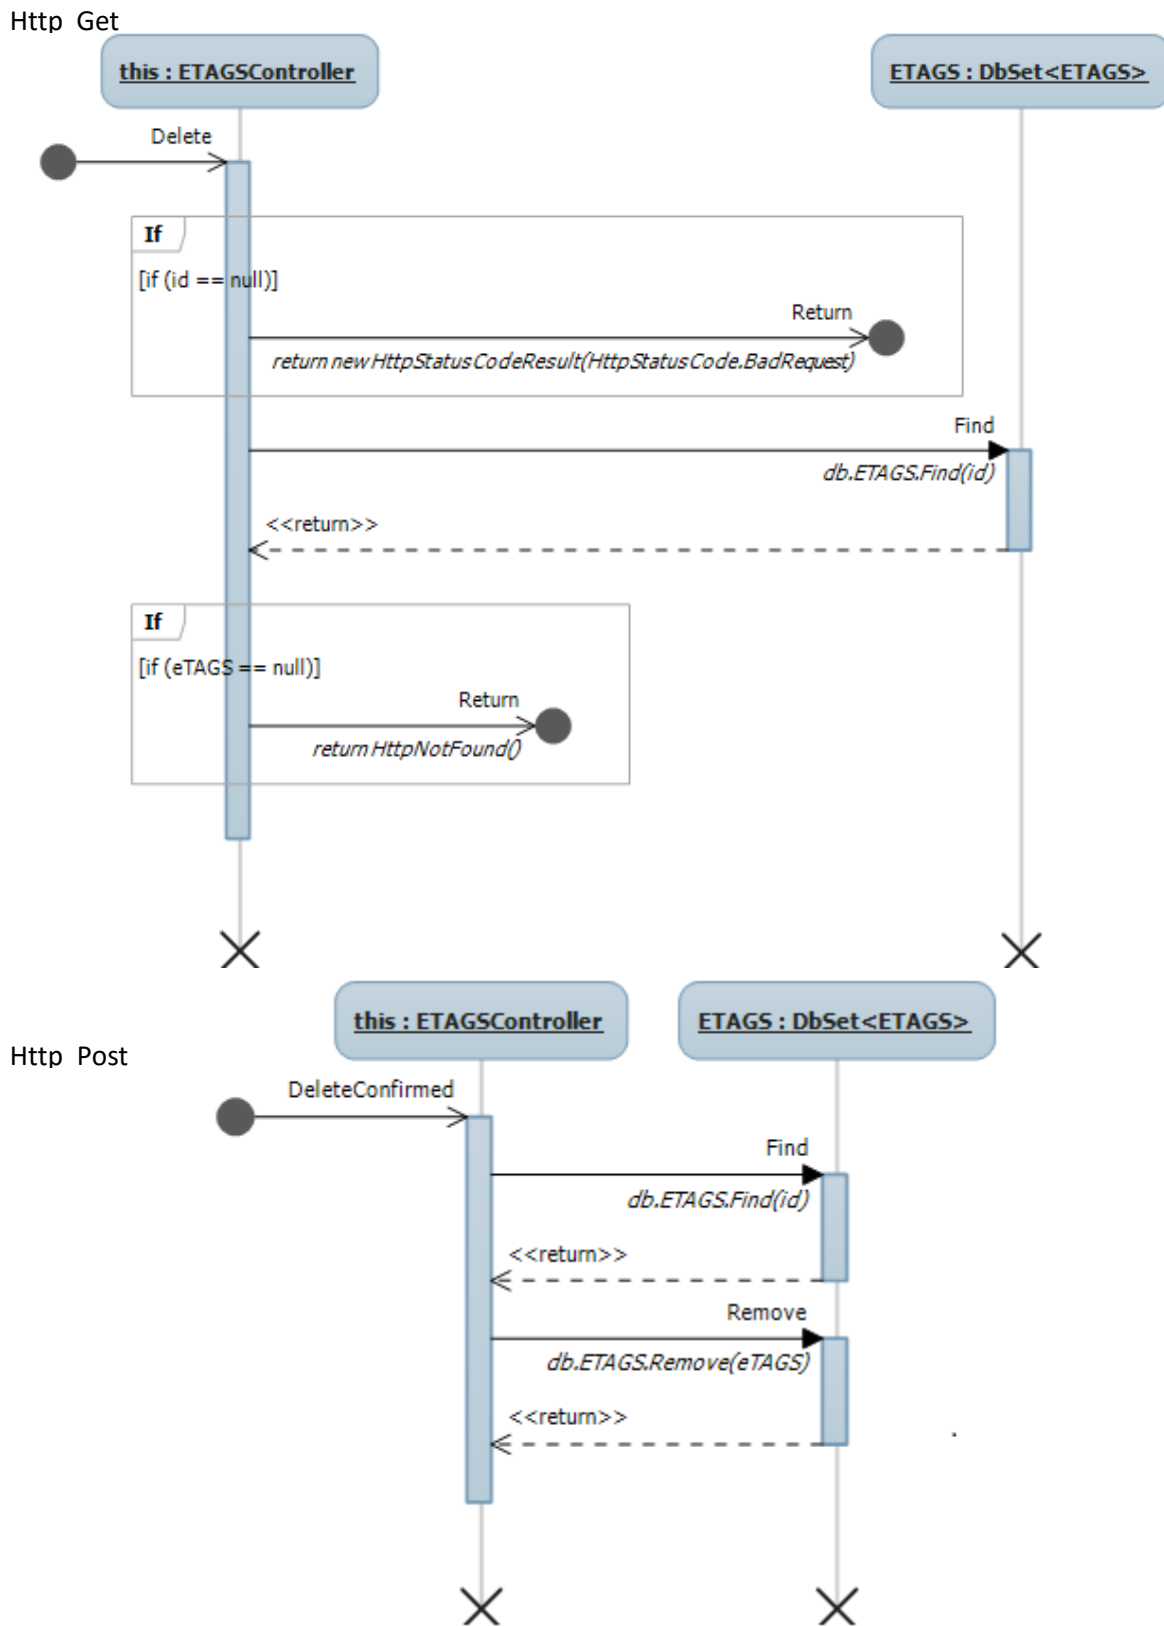 Http Get
this : ETAGSController
ETAGS : DbSet<ETAGS>
Delete
If
[if (id == null)]
Return
return new HttpStatusCodeResult(HttpStatusCode.BadRequest)
Find
db.ETAGS.Find(id)
<<return>>
If
[if (eTAGS == null)]
Return
return HttpNotFound()
this : ETAGSController
ETAGS : DbSet<ETAGS>
Http Post
DeleteConfirmed
Find
db.ETAGS.Find(id)
<<return>>
Remove
db.ETAGS.Remove(eTAGS)
<<return>>